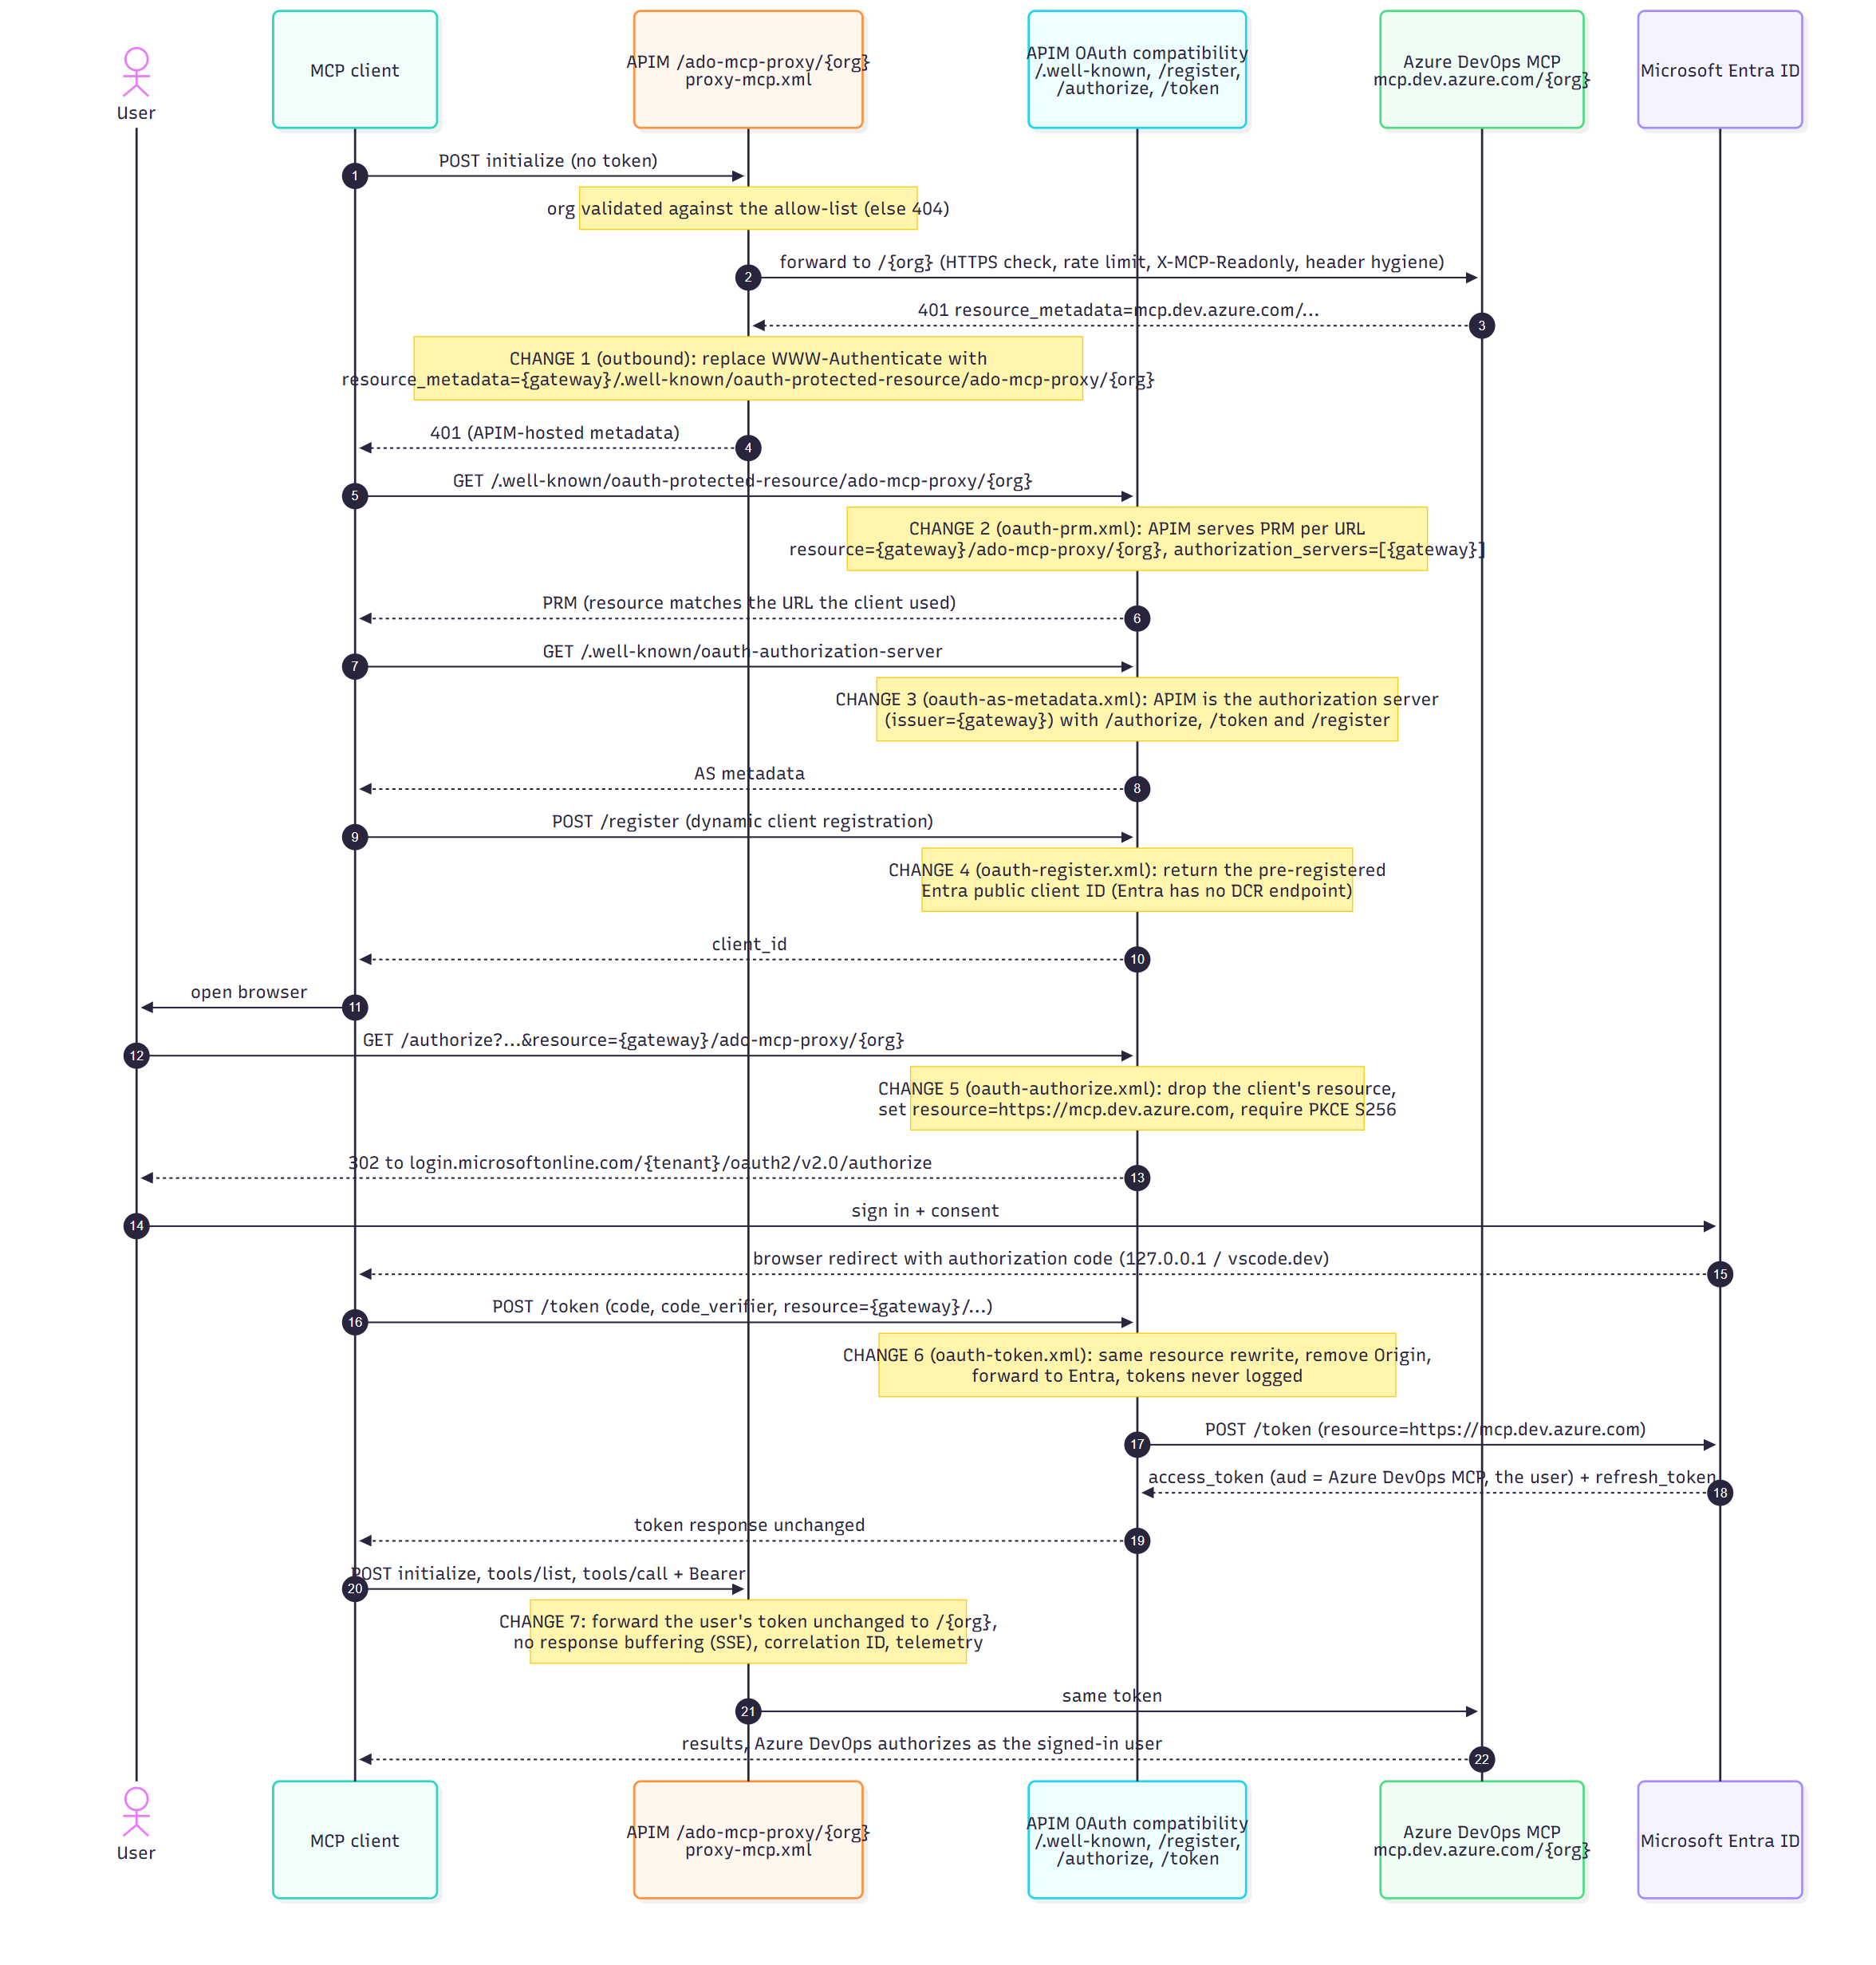 User
MCP client
APIM /ado-mcp-proxy/{org}
proxy-mcp.xml
APIM OAuth compatibility
/.well-known, /register,
/authorize, /token
Azure DevOps MCP
mcp.dev.azure.com/{org}
Microsoft Entra ID
POST initialize (no token)
1
org validated against the allow-list (else 404)
forward to /{org} (HTTPS check, rate limit, X-MCP-Readonly, header hygiene)
2
401 resource_metadata=mcp.dev.azure.com/...
3
CHANGE 1 (outbound): replace WWW-Authenticate with
resource_metadata={gateway}/.well-known/oauth-protected-resource/ado-mcp-proxy/{org}
401 (APIM-hosted metadata)
4
GET /.well-known/oauth-protected-resource/ado-mcp-proxy/{org}
5
CHANGE 2 (oauth-prm.xml): APIM serves PRM per URL
resource={gateway}/ado-mcp-proxy/{org}, authorization_servers=[{gateway}]
PRM (resource matches the URL the client used)
6
GET /.well-known/oauth-authorization-server
7
CHANGE 3 (oauth-as-metadata.xml): APIM is the authorization server
(issuer={gateway}) with /authorize, /token and /register
AS metadata
8
POST /register (dynamic client registration)
9
CHANGE 4 (oauth-register.xml): return the pre-registered
Entra public client ID (Entra has no DCR endpoint)
client_id
10
open browser
11
GET /authorize?...&resource={gateway}/ado-mcp-proxy/{org}
12
CHANGE 5 (oauth-authorize.xml): drop the client's resource,
set resource=https://mcp.dev.azure.com, require PKCE S256
302 to login.microsoftonline.com/{tenant}/oauth2/v2.0/authorize
13
sign in + consent
14
browser redirect with authorization code (127.0.0.1 / vscode.dev)
15
POST /token (code, code_verifier, resource={gateway}/...)
16
CHANGE 6 (oauth-token.xml): same resource rewrite, remove Origin,
forward to Entra, tokens never logged
POST /token (resource=https://mcp.dev.azure.com)
17
access_token (aud = Azure DevOps MCP, the user) + refresh_token
18
token response unchanged
19
POST initialize, tools/list, tools/call + Bearer
20
CHANGE 7: forward the user's token unchanged to /{org},
no response buffering (SSE), correlation ID, telemetry
same token
21
results, Azure DevOps authorizes as the signed-in user
22
User
MCP client
APIM /ado-mcp-proxy/{org}
proxy-mcp.xml
APIM OAuth compatibility
/.well-known, /register,
/authorize, /token
Azure DevOps MCP
mcp.dev.azure.com/{org}
Microsoft Entra ID